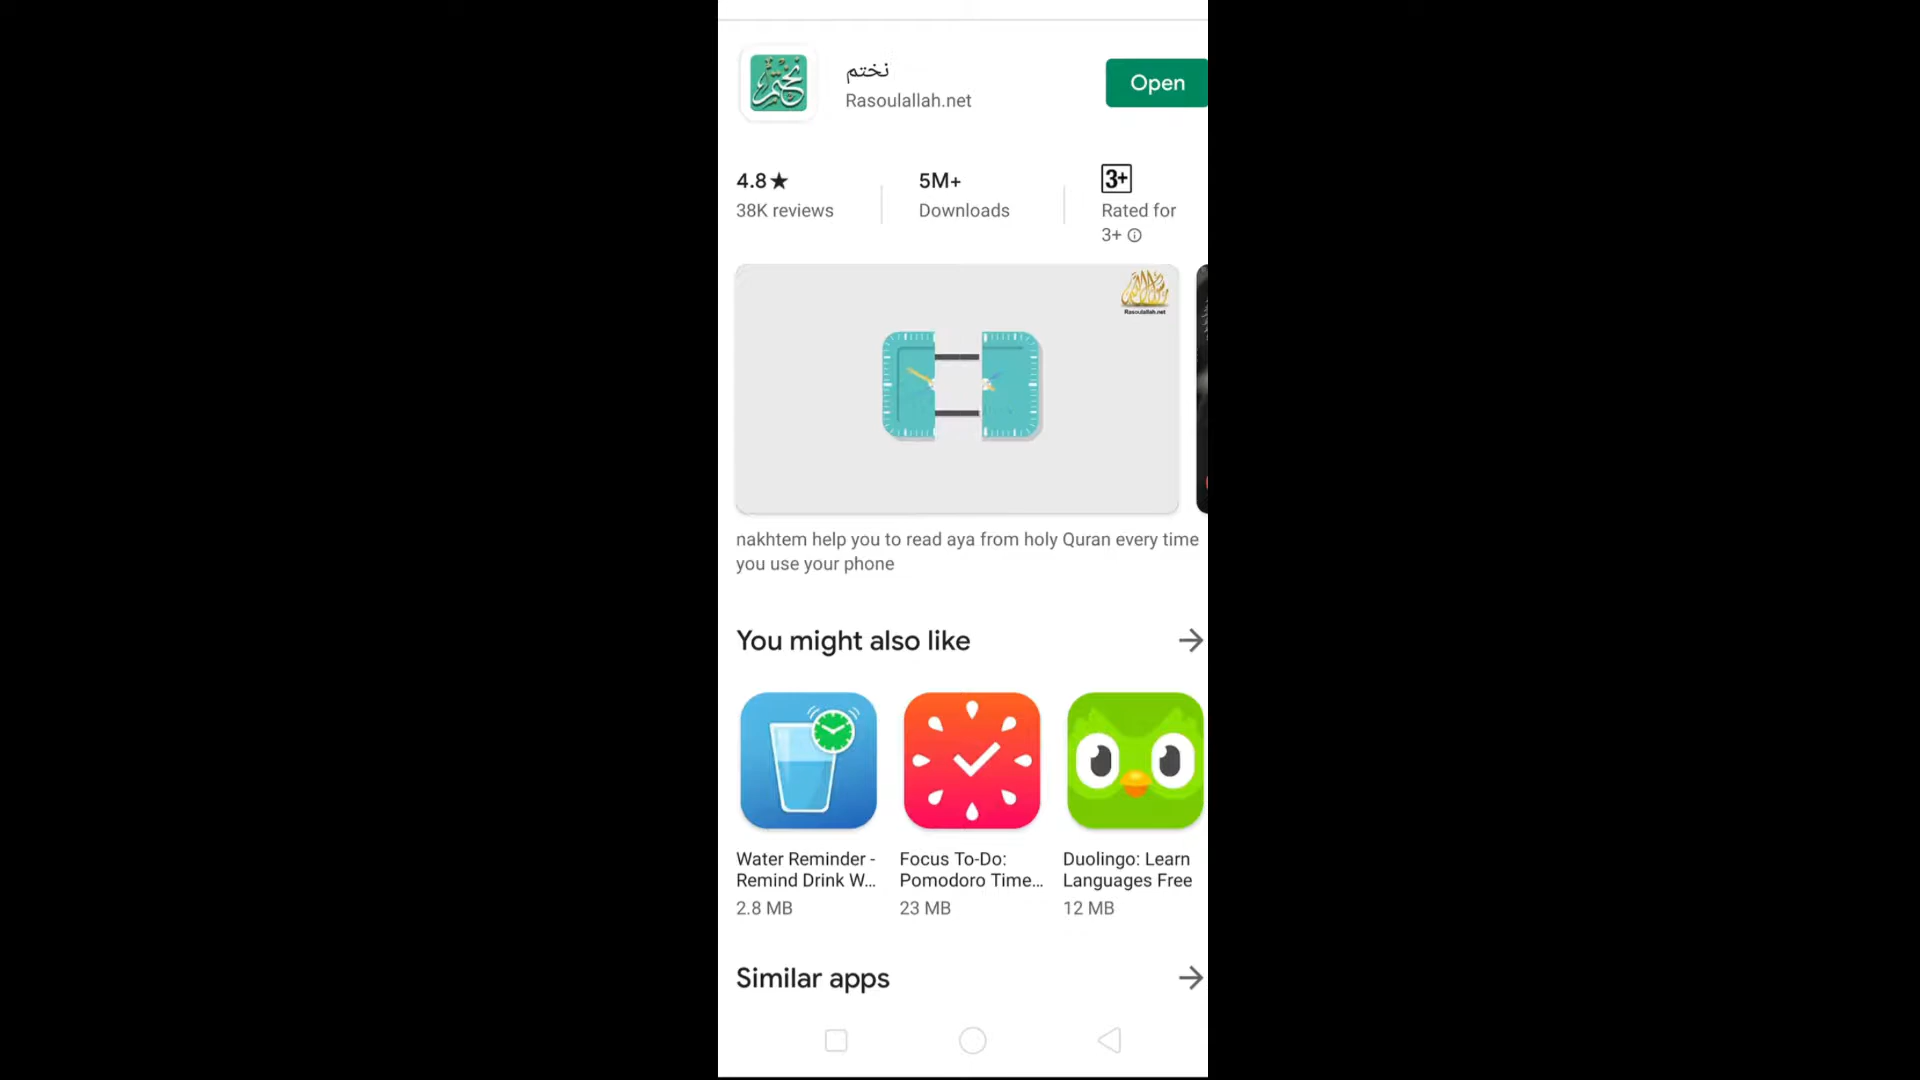 نختم
Rasoulallah.net
Open
4.8★
38K reviews
5M+
Downloads
3+
Rated for
3+
Rasoulallah.net
nakhtem help you to read aya from holy Quran every time
you use your phone
You might also like
Water Reminder -
Remind Drink W...
2.8 MB
Focus To-Do:
Pomodoro Time...
23 MB
Duolingo: Learn
Languages Free
12 MB
Similar apps